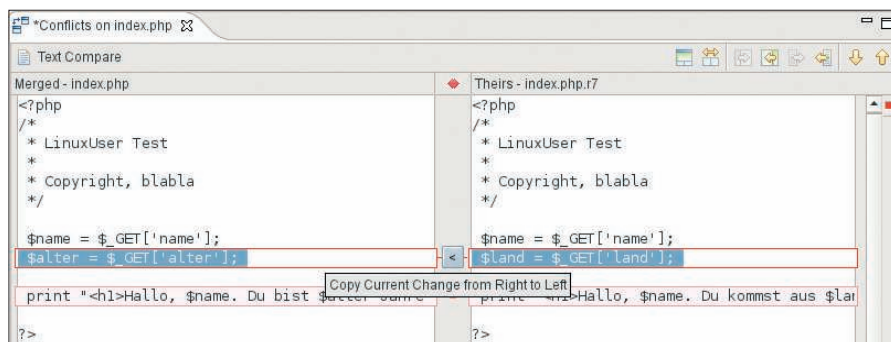 *Conflicts on index.php
Text Compare
Merged - index.php
<?php
/*
 * LinuxUser Test
 *
 * Copyright, blabla
 */
$name = $_GET['name'];
$alter = $_GET['alter'];
print "<h1>Hallo, $name. Du bist
?>
Theirs - index.php.r7
<?php
/*
 * LinuxUser Test
 *
 * Copyright, blabla
 */
$name = $_GET['name'];
<
$land = $_GET['land'];
Copy Current Change from Right to Left
Hallo, $name. Du kommst aus $lan
?>